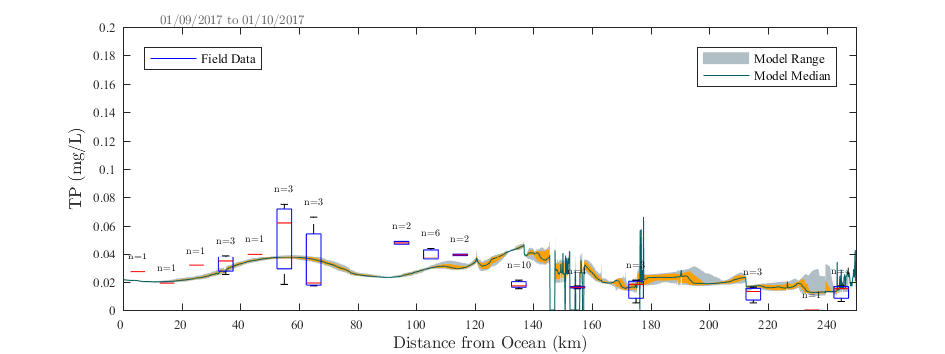 01/09/2017 to 01/10/2017
0.2
0.18
0.16
0.14
0.12
0.1
0.08
0.06
0.04
0.02
0
TP (mg/L)
Field Data
Model Range
Model Median
n=1
n=1
n=1
n=3
n=1
n=3
n=3
n=2
n=6
n=2
n=10
n=3
n=1
0 20 40 60 80 100 120 140 160 180 200 220 240
Distance from Ocean (km)